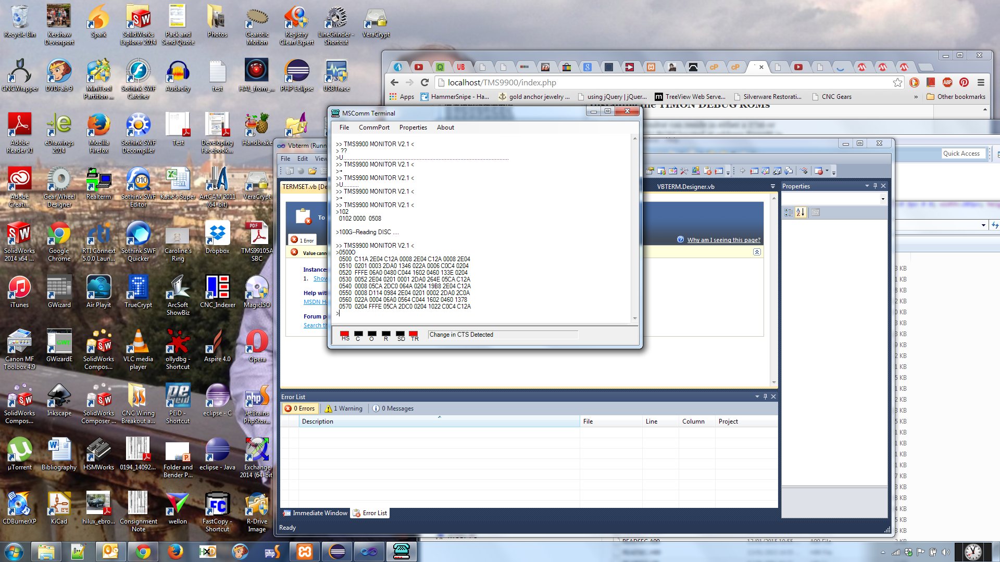 Recycle Bin
Kershaw Devonport
Spark
SolidWorks Explorer 2014
Pack and Send Quote
Photos
Gearotic Motion
Registry Clean Expert
LineGrinder - Shortcut
VeraCrypt
CNCWrapper
DVDFab 9
MiniTool Partition ...
Sothink SWF Catcher
Audacity
test
HAL_from_...
PHP Eclipse
USBTrace
Adobe Reader XI
eDrawings 2014
Mozilla Firefox
Sothink SWF Decompiler
Test
Developing Facebook...
Handbrake
Adobe Creati...
Gear Wheel Designer
Realterm
Sothink SWF Editor
Katie's Super
ArtCAM 2011 (64-bit)
VeraCrypt
SolidWorks 2014 x64 ...
Google Chrome
RTI Connext 5.0.0 Laun...
Sothink SWF Quicker
Caroline's Ring
Dropbox
TMS99105A SBC
iTunes
GWizard
Air Playit
TrueCrypt
ArcSoft ShowBiz
CNC_Indexer
MagicISO
Canon MF Toolbox 4.9
GWizardE
SolidWorks Compos...
VLC media player
ollydbg - Shortcut
Aspire 4.0
Opera
SolidWorks Compos...
Inkscape
SolidWorks Composer ...
CNC Wiring Breakout a...
PEiD - Shortcut
eclipse - C
JetBrains PhpStor...
µTorrent
Bibliography
HSMWorks
0194_14092...
Folder and Bender P...
eclipse - Java
Exchange 2014 (64-bit
CDBurnerXP
KiCad
hilux_ebro...
Consignment Note
wellon
FastCopy - Shortcut
R-Drive Image
localhost/TMS9900/index.php
Apps
HammerSnipe - Ha...
gold anchor jewelry ...
using jQuery | jQuer...
TreeView Web Serve...
Silverware Restorati...
CNC Gears
»
Other bookmarks
MSComm Terminal
File CommPort Properties About
>> TMS9900 MONITOR V2.1 <
> ??
>U..........................................................................................................
>> TMS9900 MONITOR V2.1 <
>➔
>> TMS9900 MONITOR V2.1 <
>U..........
>> TMS9900 MONITOR V2.1 <
>➔
>> TMS9900 MONITOR V2.1 <
>102
0102 0000 0508
>100G--Reading DISC ....
>> TMS9900 MONITOR V2.1 <
>0500O
0500 C11A 2E04 C12A 0008 2E04 C12A 0008 2E04
0510 0201 0003 2DA0 1346 022A 0006 C0C4 0204
0520 FFFE 06A0 0480 C044 1602 0460 133E 0204
0530 0052 2E04 0201 0001 2DA0 264E 05CA C12A
0540 0008 05CA 2DC0 064A 0204 19B8 2E04 C12A
0550 0008 D114 0984 2E04 0201 0002 2DA0 2C0A
0560 022A 0004 06A0 0564 C044 1602 0460 1378
0570 0204 FFFE 05CA 2DC0 0204 1022 C0C4 C12A
>
HS C O R SD TR
Change in CTS Detected
Vbterm (Runn
File Edit View
TERMSET.vb [De
VBTERM.Designer.vb
To
1 Error
Why am I seeing this page?
Value canno
Instances
1. Show
Help with
MSDN He
Forum po
Search th
Properties
Quick Access
Error List
0 Errors
1 Warning
0 Messages
Description File Line Column Project
Immediate Window
Error List
Ready